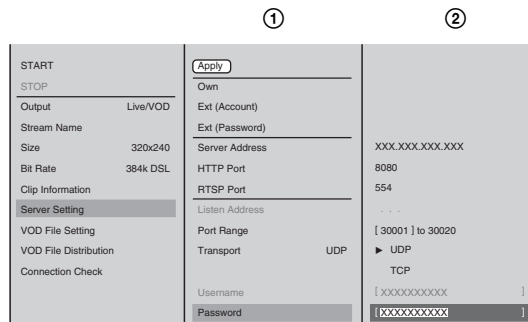 ① ②
START
STOP
Output Live/VOD
Stream Name
Size 320x240
Bit Rate 384k DSL
Clip Information
Server Setting
VOD File Setting
VOD File Distribution
Connection Check
Apply
Own
Ext (Account)
Ext (Password)
Server Address
HTTP Port
RTSP Port
Listen Address
Port Range
Transport UDP
Username
Password
XXX.XXX.XXX.XXX
8080
554
. . .
[ 30001 ] to 30020
► UDP
TCP
[ XXXXXXXXXX ]
[ XXXXXXXXXX ]